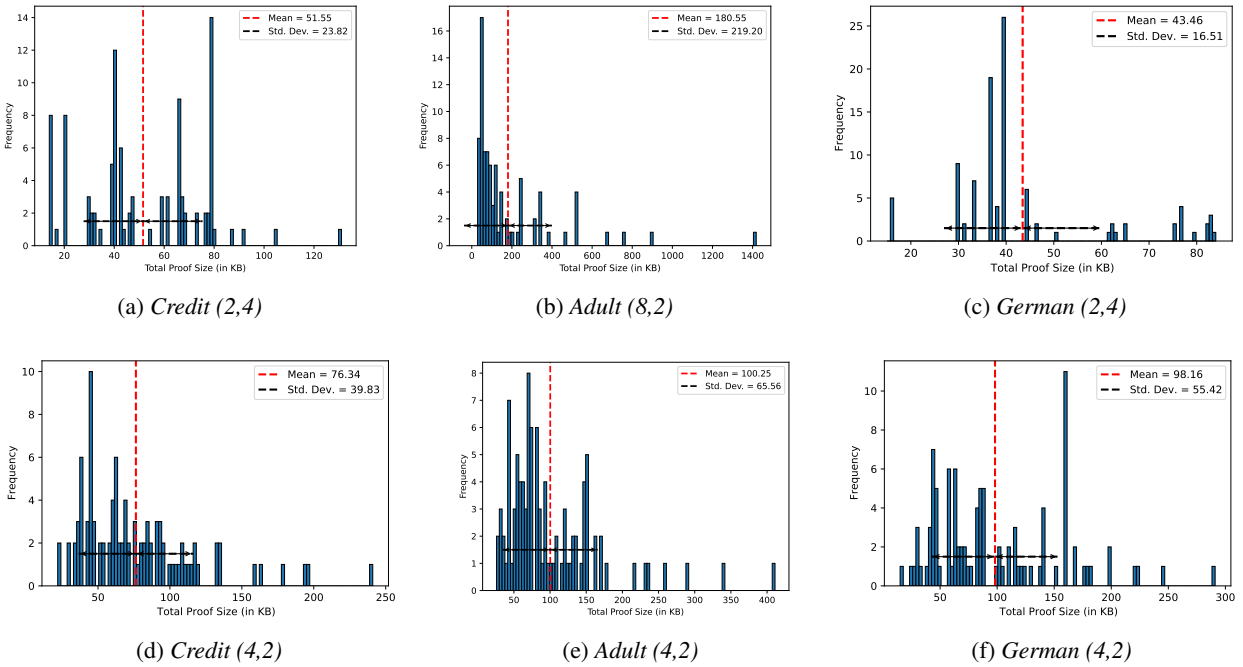 Mean = 51.55
Std. Dev. = 23.82
14
12
10
8
6
4
2
0
Frequency
20 40 60 80 100 120
Total Proof Size (in KB)
(a) Credit (2,4)
Mean = 180.55
Std. Dev. = 219.20
16
14
12
10
8
6
4
2
0
Frequency
0 200 400 600 800 1000 1200 1400
Total Proof Size (in KB)
(b) Adult (8,2)
Mean = 43.46
Std. Dev. = 16.51
25
20
15
10
5
0
Frequency
20 30 40 50 60 70 80
Total Proof Size (in KB)
(c) German (2,4)
Mean = 76.34
Std. Dev. = 39.83
10
8
6
4
2
0
Frequency
50 100 150 200 250
Total Proof Size (in KB)
(d) Credit (4,2)
Mean = 100.25
Std. Dev. = 65.56
8
7
6
5
4
3
2
1
0
Frequency
50 100 150 200 250 300 350 400
Total Proof Size (in KB)
(e) Adult (4,2)
Mean = 98.16
Std. Dev. = 55.42
10
8
6
4
2
0
Frequency
50 100 150 200 250 300
Total Proof Size (in KB)
(f) German (4,2)